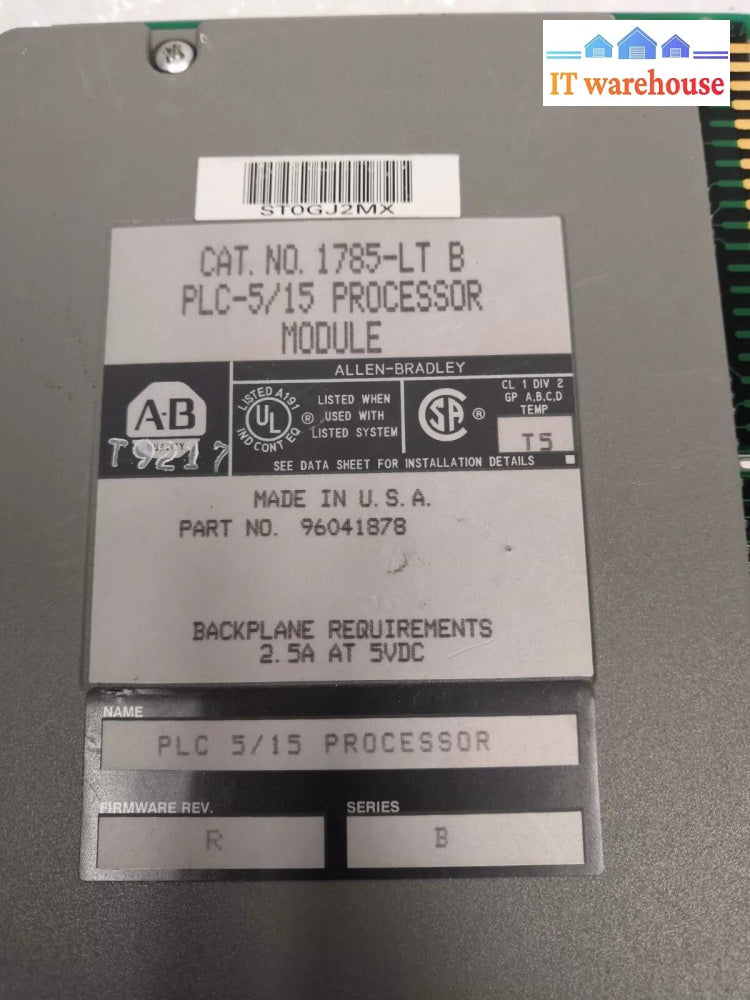 IT warehouse
ST0GJ2MX
CAT. NO. 1785-LT B
PLC-5/15 PROCESSOR
MODULE
ALLEN-BRADLEY
A·B
T9217
LISTED A191
UL
IND CONT EQ
®
LISTED WHEN
USED WITH
LISTED SYSTEM
SA
®
CL 1 DIV 2
GP A,B,C,D
TEMP
T5
SEE DATA SHEET FOR INSTALLATION DETAILS
MADE IN U.S.A.
PART NO. 96041878
BACKPLANE REQUIREMENTS
2.5A AT 5VDC
NAME
PLC 5/15 PROCESSOR
FIRMWARE REV.
R
SERIES
B